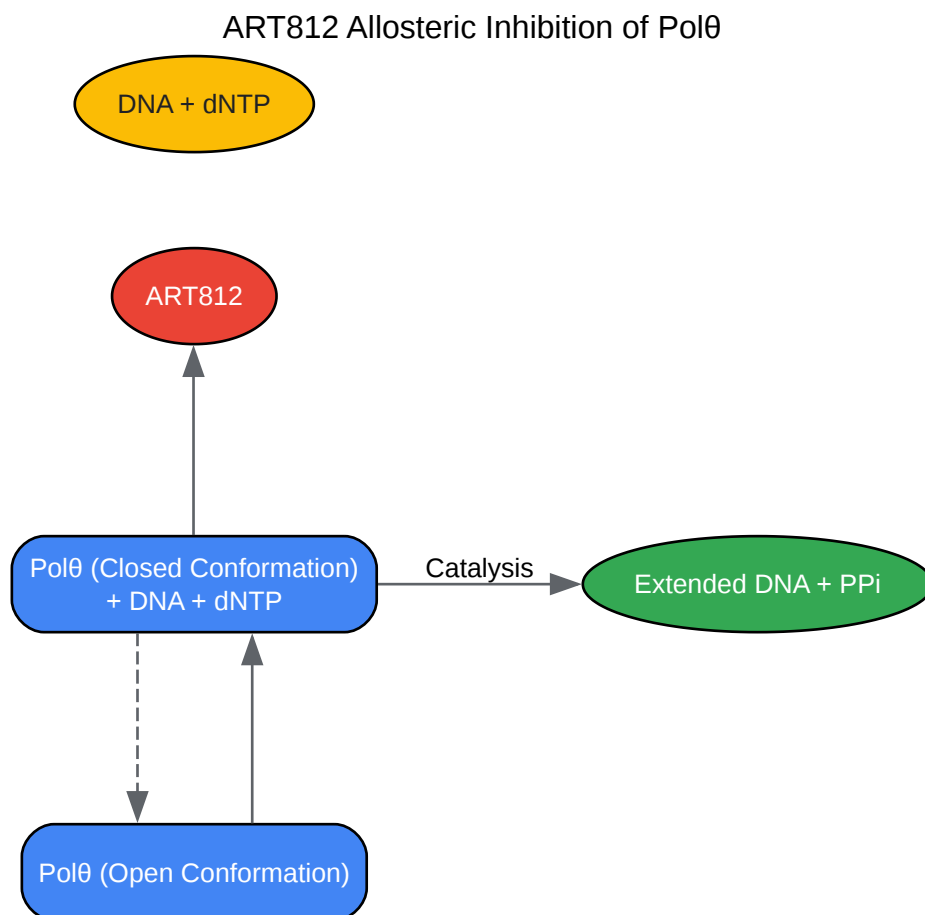 ART812 Allosteric Inhibition of Polθ
DNA + dNTP
ART812
Polθ (Closed Conformation)
+ DNA + dNTP
Catalysis
Extended DNA + PPi
Polθ (Open Conformation)